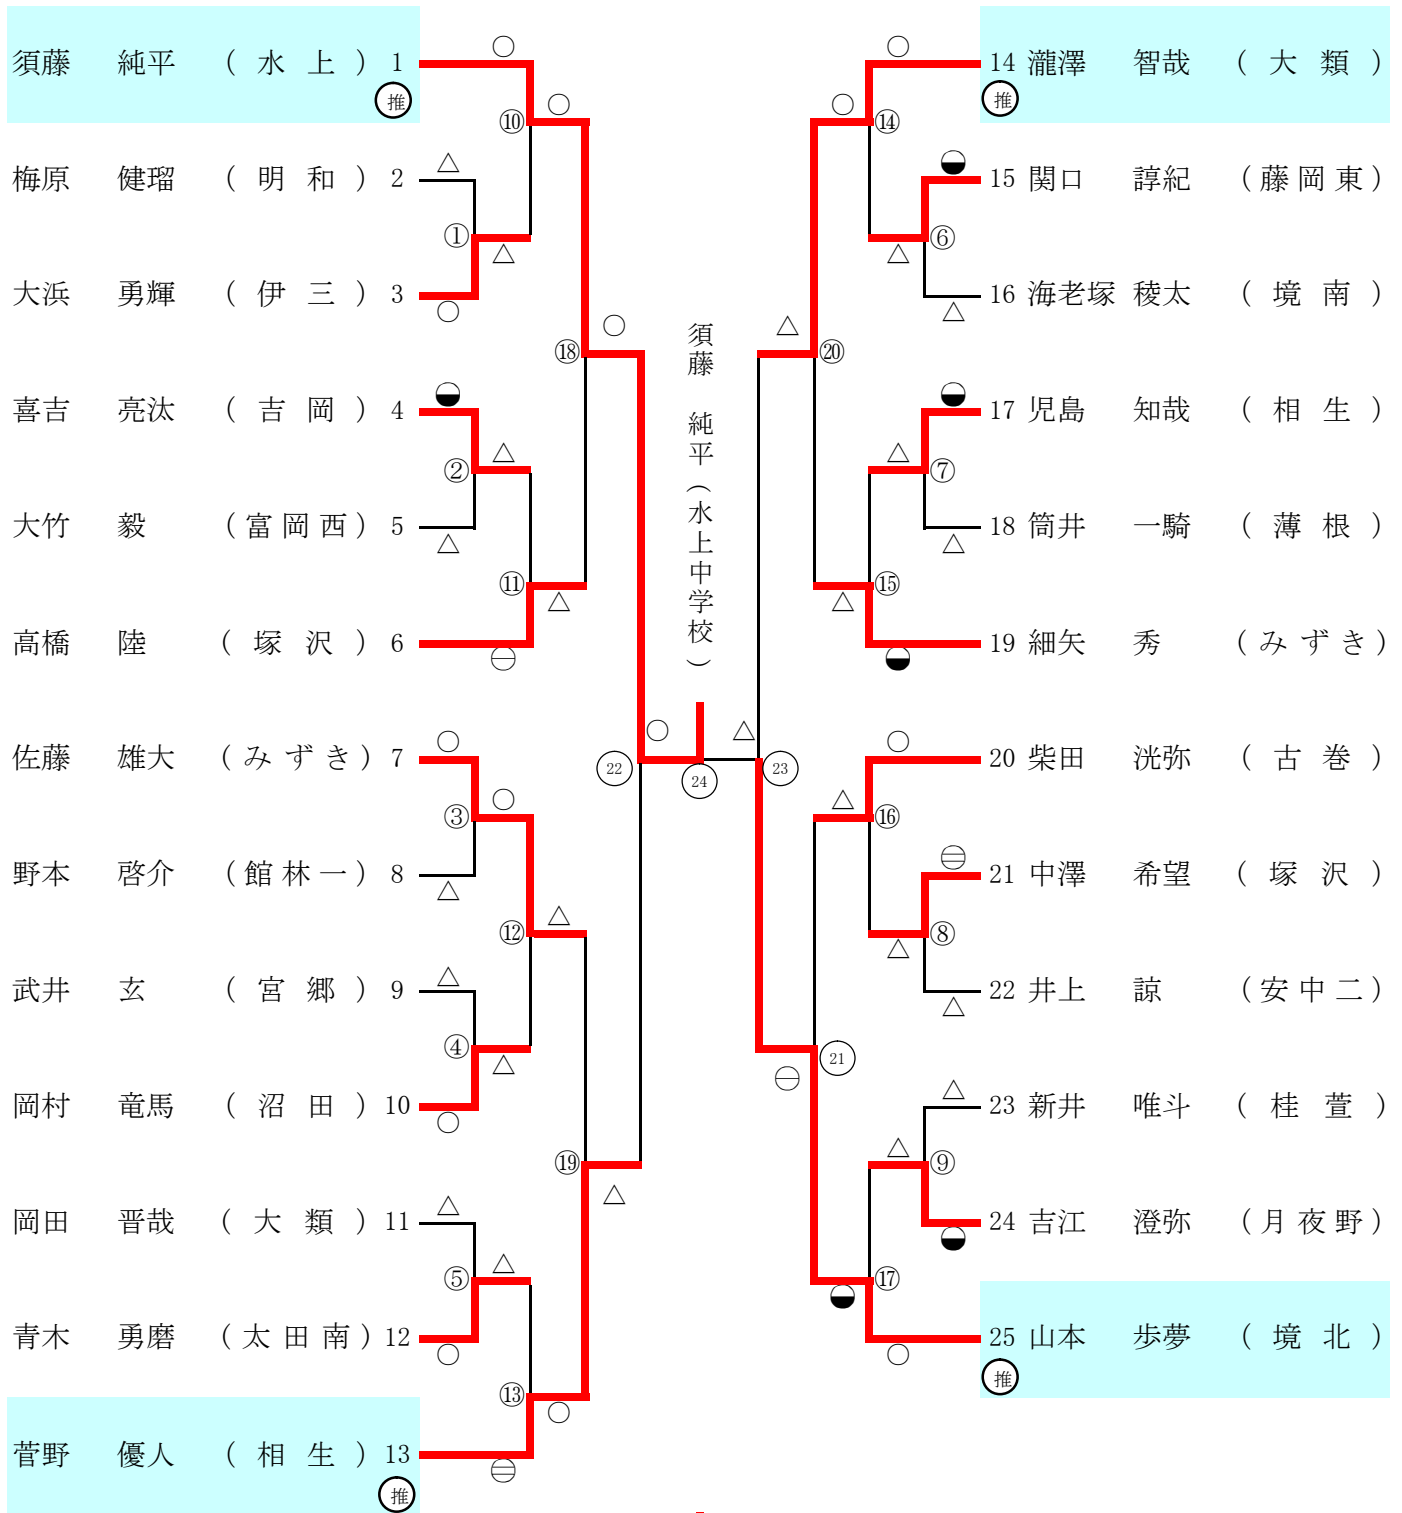 須藤 純平 (水上) 1
推
梅原 健瑠 (明和) 2
大浜 勇輝 (伊三) 3
喜吉 亮汰 (吉岡) 4
大竹 毅 (富岡西) 5
高橋 陸 (塚沢) 6
佐藤 雄大 (みずき) 7
野本 啓介 (館林一) 8
武井 玄 (宮郷) 9
岡村 竜馬 (沼田) 10
岡田 晋哉 (大類) 11
青木 勇磨 (太田南) 12
菅野 優人 (相生) 13
推
⑩
①
②
⑪
③
⑫
④
⑤
⑬
⑱
⑲
㉒
須藤 純平(水上中学校)
㉔
㉓
⑳
㉑
⑭
⑥
⑦
⑮
⑯
⑧
⑨
⑰
14 瀧澤 智哉 (大類)
推
15 関口 諄紀 (藤岡東)
16 海老塚 稜太 (境南)
17 児島 知哉 (相生)
18 筒井 一騎 (薄根)
19 細矢 秀 (みずき)
20 柴田 洸弥 (古巻)
21 中澤 希望 (塚沢)
22 井上 諒 (安中二)
23 新井 唯斗 (桂萱)
24 吉江 澄弥 (月夜野)
25 山本 歩夢 (境北)
推